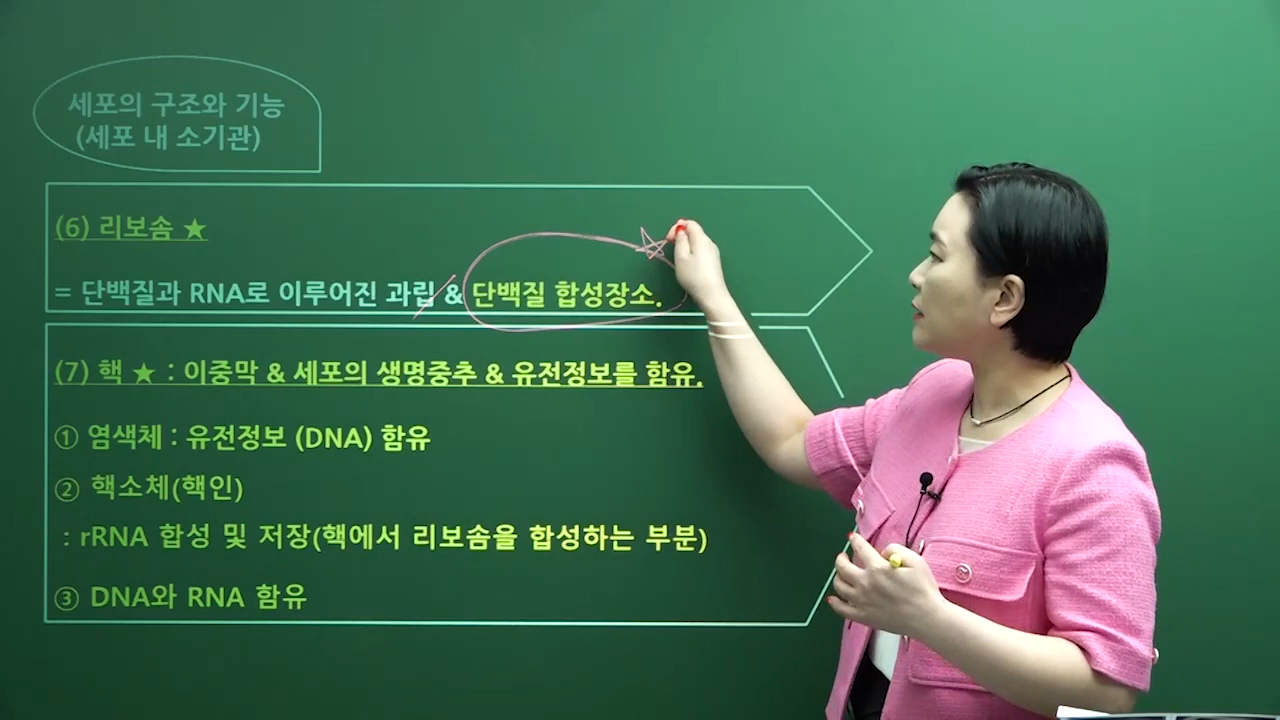 세포의 구조와 기능
(세포 내 소기관)
(6) 리보솜 ★
= 단백질과 RNA로 이루어진 과립 & 단백질 합성장소.
(7) 핵 ★ : 이중막 & 세포의 생명중추 & 유전정보를 함유.
① 염색체 : 유전정보 (DNA) 함유
② 핵소체(핵인)
: rRNA 합성 및 저장(핵에서 리보솜을 합성하는 부분)
③ DNA와 RNA 함유